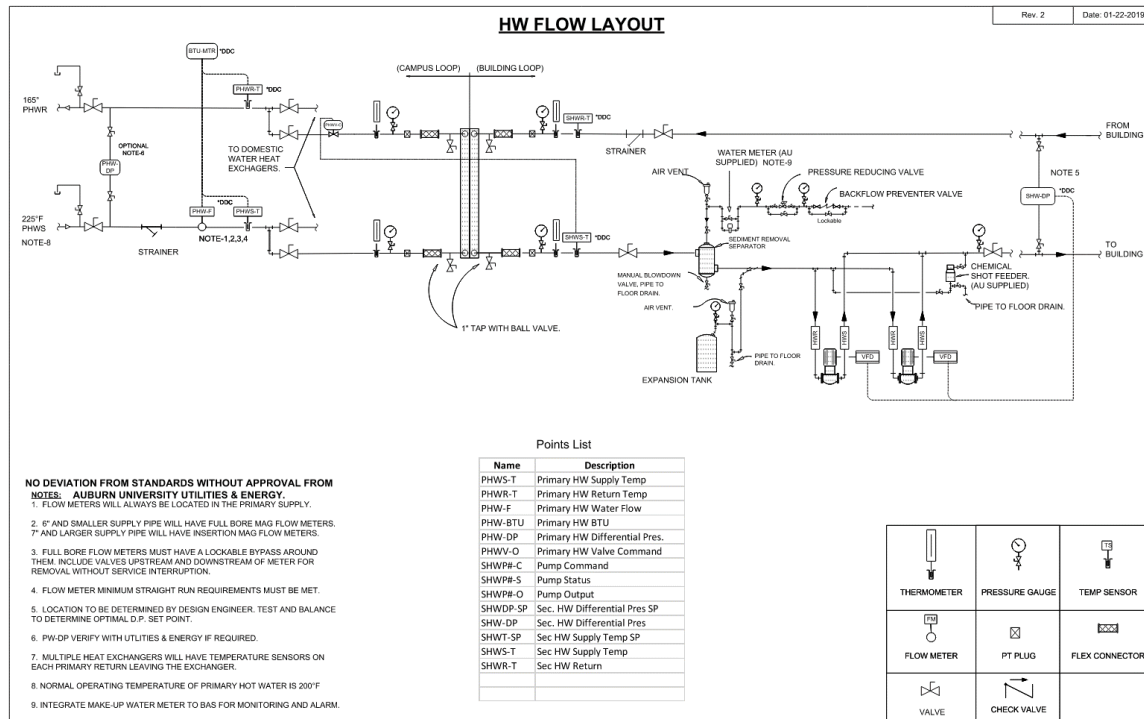 HW FLOW LAYOUT
Rev. 2
Date: 01-22-2019
BTU-MTR
*DDC
(CAMPUS LOOP)
(BUILDING LOOP)
PHWR-T
*DDC
165°
PHWR
SHWR-T
*DDC
FROM
BUILDING
OPTIONAL
NOTE-6
PHW-
DP
TO DOMESTIC
WATER HEAT
EXCHAGERS.
STRAINER
WATER METER (AU
SUPPLIED) NOTE-9
AIR VENT
PRESSURE REDUCING VALVE
BACKFLOW PREVENTER VALVE
Lockable
NOTE 5
SHW-DP
*DDC
225°F
PHWS
NOTE-8
*DDC
PHW-F
PHWS-T
NOTE-1,2,3,4
STRAINER
SHWS-T
*DDC
SEDIMENT REMOVAL
SEPARATOR
TO
BUILDING
MANUAL BLOWDOWN
VALVE, PIPE TO
FLOOR DRAIN.
AIR VENT.
CHEMICAL
SHOT FEEDER.
(AU SUPPLIED)
PIPE TO FLOOR DRAIN.
1" TAP WITH BALL VALVE.
HWR
HWS
HWR
HWS
VFD
VFD
PIPE TO FLOOR
DRAIN.
EXPANSION TANK
Points List
Name Description
PHWS-T Primary HW Supply Temp
PHWR-T Primary HW Return Temp
PHW-F Primary HW Water Flow
PHW-BTU Primary HW BTU
PHW-DP Primary HW Differential Pres.
PHWV-O Primary HW Valve Command
SHWP#-C Pump Command
SHWP#-S Pump Status
SHWP#-O Pump Output
SHWDP-SP Sec. HW Differential Pres SP
SHW-DP Sec. HW Differential Pres
SHWT-SP Sec HW Supply Temp SP
SHWS-T Sec HW Supply Temp
SHWR-T Sec HW Return
NO DEVIATION FROM STANDARDS WITHOUT APPROVAL FROM
NOTES: AUBURN UNIVERSITY UTILITIES & ENERGY.
1. FLOW METERS WILL ALWAYS BE LOCATED IN THE PRIMARY SUPPLY.
2. 6" AND SMALLER SUPPLY PIPE WILL HAVE FULL BORE MAG FLOW METERS.
7" AND LARGER SUPPLY PIPE WILL HAVE INSERTION MAG FLOW METERS.
3. FULL BORE FLOW METERS MUST HAVE A LOCKABLE BYPASS AROUND
THEM. INCLUDE VALVES UPSTREAM AND DOWNSTREAM OF METER FOR
REMOVAL WITHOUT SERVICE INTERRUPTION.
4. FLOW METER MINIMUM STRAIGHT RUN REQUIREMENTS MUST BE MET.
5. LOCATION TO BE DETERMINED BY DESIGN ENGINEER. TEST AND BALANCE
TO DETERMINE OPTIMAL D.P. SET POINT.
6. PW-DP VERIFY WITH UTLITIES & ENERGY IF REQUIRED.
7. MULTIPLE HEAT EXCHANGERS WILL HAVE TEMPERATURE SENSORS ON
EACH PRIMARY RETURN LEAVING THE EXCHANGER.
8. NORMAL OPERATING TEMPERATURE OF PRIMARY HOT WATER IS 200°F
9. INTEGRATE MAKE-UP WATER METER TO BAS FOR MONITORING AND ALARM.
THERMOMETER
PRESSURE GAUGE
TS
TEMP SENSOR
FM
FLOW METER
PT PLUG
FLEX CONNECTOR
VALVE
CHECK VALVE